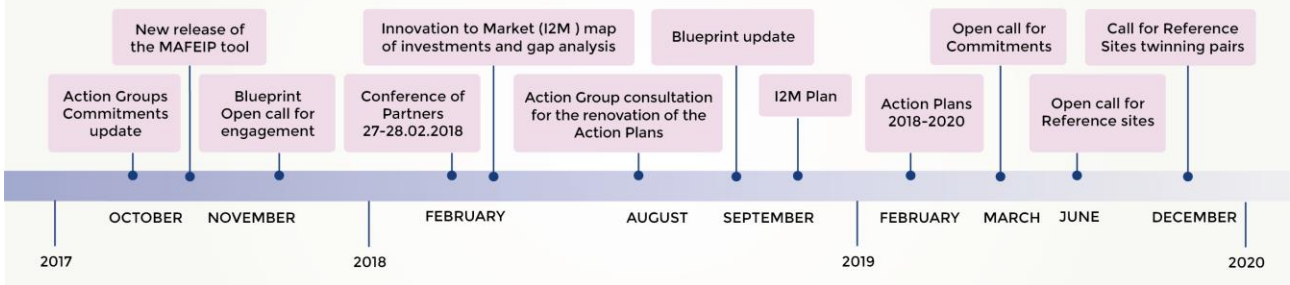 New release of
the MAFEIP tool
Innovation to Market (I2M ) map
of investments and gap analysis
Blueprint update
Open call for
Commitments
Call for Reference
Sites twinning pairs
Action Groups
Commitments
update
Blueprint
Open call for
engagement
Conference of
Partners
27-28.02.2018
Action Group consultation
for the renovation of the
Action Plans
I2M Plan
Action Plans
2018-2020
Open call for
Reference sites
OCTOBER
NOVEMBER
FEBRUARY
AUGUST
SEPTEMBER
FEBRUARY
MARCH
JUNE
DECEMBER
2017
2018
2019
2020